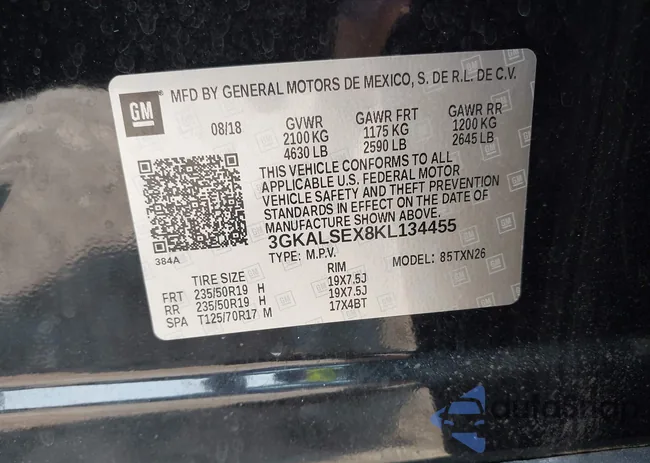 GM
MFD BY GENERAL MOTORS DE MEXICO, S. DE R.L. DE C.V.
08/18 GVWR GAWR FRT GAWR RR
2100 KG 1175 KG 1200 KG
4630 LB 2590 LB 2645 LB
THIS VEHICLE CONFORMS TO ALL
APPLICABLE U.S. FEDERAL MOTOR
VEHICLE SAFETY AND THEFT PREVENTION
STANDARDS IN EFFECT ON THE DATE OF
MANUFACTURE SHOWN ABOVE.
3GKALSEX8KL134455
384A
TYPE: M.P.V. MODEL: 85TXN26
TIRE SIZE RIM
FRT 235/50R19 H 19X7.5J
RR 235/50R19 H 19X7.5J
SPA T125/70R17 M 17X4BT
autoshops